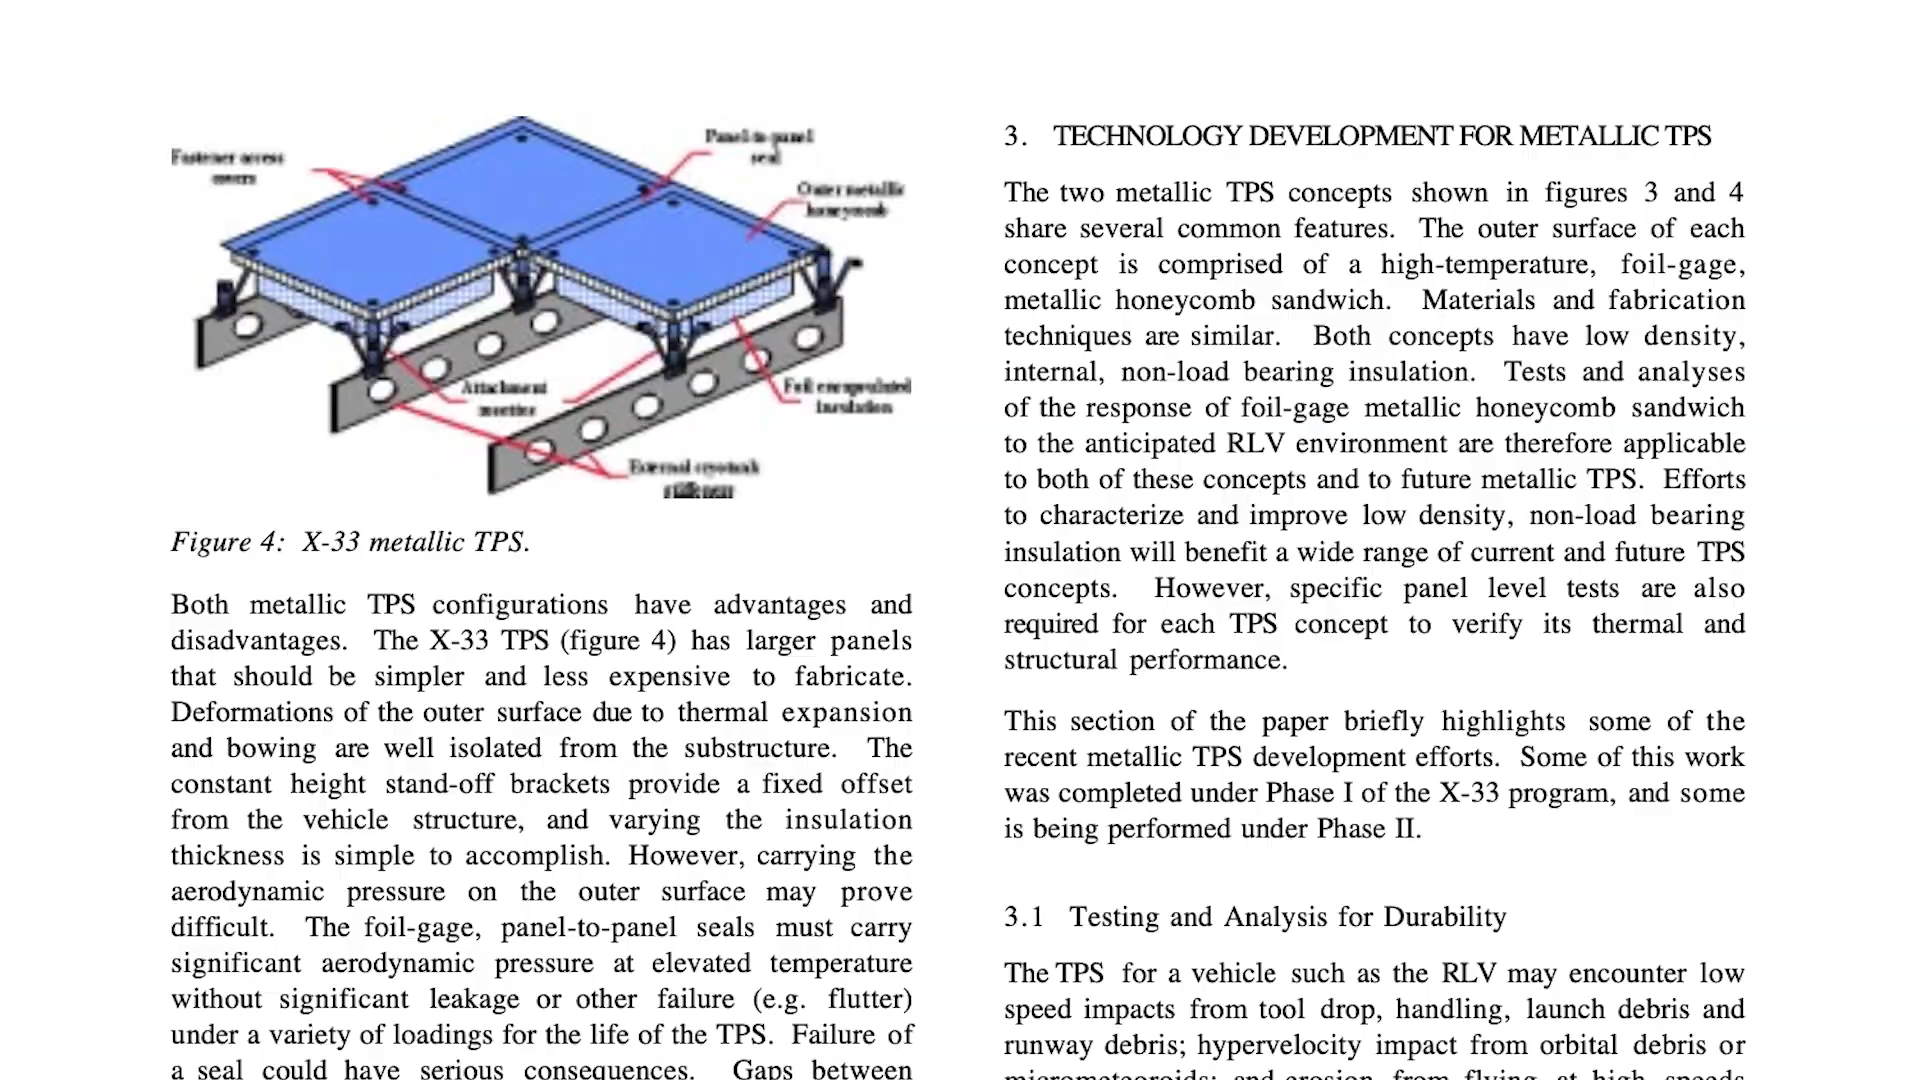 Fastener access
covers
Panel-to-panel
seal
Outer metallic
honeycomb
Attachment
Foil encapsulated
Insulation
External cryotank
stiffeners
Figure 4: X-33 metallic TPS.
Both metallic TPS configurations have advantages and
disadvantages. The X-33 TPS (figure 4) has larger panels
that should be simpler and less expensive to fabricate.
Deformations of the outer surface due to thermal expansion
and bowing are well isolated from the substructure. The
constant height stand-off brackets provide a fixed offset
from the vehicle structure, and varying the insulation
thickness is simple to accomplish. However, carrying the
aerodynamic pressure on the outer surface may prove
difficult. The foil-gage, panel-to-panel seals must carry
significant aerodynamic pressure at elevated temperature
without significant leakage or other failure (e.g. flutter)
under a variety of loadings for the life of the TPS. Failure of
a seal could have serious consequences. Gaps between
3. TECHNOLOGY DEVELOPMENT FOR METALLIC TPS
The two metallic TPS concepts shown in figures 3 and 4
share several common features. The outer surface of each
concept is comprised of a high-temperature, foil-gage,
metallic honeycomb sandwich. Materials and fabrication
techniques are similar. Both concepts have low density,
internal, non-load bearing insulation. Tests and analyses
of the response of foil-gage metallic honeycomb sandwich
to the anticipated RLV environment are therefore applicable
to both of these concepts and to future metallic TPS. Efforts
to characterize and improve low density, non-load bearing
insulation will benefit a wide range of current and future TPS
concepts. However, specific panel level tests are also
required for each TPS concept to verify its thermal and
structural performance.
This section of the paper briefly highlights some of the
recent metallic TPS development efforts. Some of this work
was completed under Phase I of the X-33 program, and some
is being performed under Phase II.
3.1 Testing and Analysis for Durability
The TPS for a vehicle such as the RLV may encounter low
speed impacts from tool drop, handling, launch debris and
runway debris; hypervelocity impact from orbital debris or
micrometeoroids; and erosion from flying at high speeds